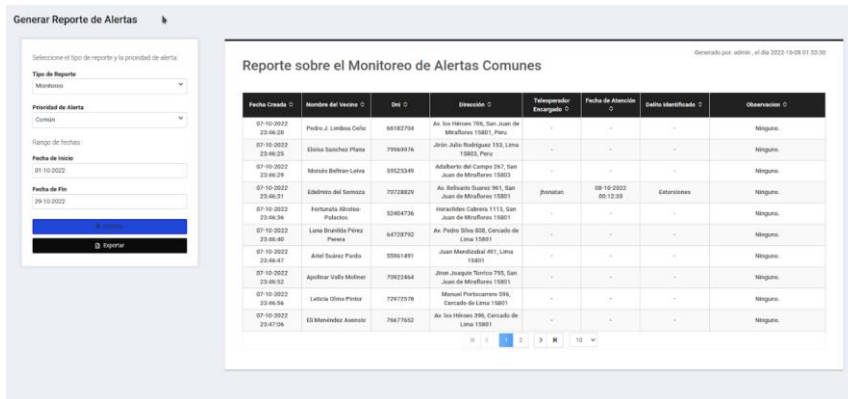 Generar Reporte de Alertas
Seleccione el tipo de reporte y la prioridad de alerta:
Tipo de Reporte
Monitoreo
Prioridad de Alerta
Común
Rango de fechas:
Fecha de Inicio
01-10-2022
Fecha de Fin
29-10-2022
Exportar
Generado por: admin , el día 2022-10-08 01:33:38
Reporte sobre el Monitoreo de Alertas Comunes
Fecha Creada Nombre del Vecino Dni Dirección Teleoperador Encargado Fecha de Atención Delito Identificado Observacion
07-10-2022 23:46:20 Pedro J. Limboa Goñi 60182704 Av. los Héroes 706, San Juan de Miraflores 15801, Peru - - - Ninguno.
07-10-2022 23:46:25 Eloísa Sanchez Plana 79969976 Jirón Julio Rodríguez 153, Lima 15803, Peru - - - Ninguno.
07-10-2022 23:46:29 Moisés Beltran-Leiva 59525349 Adalberto del Campo 267, San Juan de Miraflores 15803 - - - Ninguno.
07-10-2022 23:46:31 Edelmiro del Somoza 70728829 Av. Belisario Suarez 961, San Juan de Miraflores 15801 jhonatan 08-10-2022 00:12:30 Extorsiones Ninguno.
07-10-2022 23:46:36 Fortunata Palacios 52404736 Heraclides Cabrera 1113, San Juan de Miraflores 15801 - - - Ninguno.
07-10-2022 23:46:40 Luna Brunilda Pérez Pereira 64728792 Av. Pedro Silva 808, Cercado de Lima 15801 - - - Ninguno.
07-10-2022 23:46:47 Ariel Suárez Pardo 55961491 Juan Mendizabal 491, Lima 15801 - - - Ninguno.
07-10-2022 23:46:52 Apolinar Valls Moliner 70922464 Jiron Joaquin Torrico 795, San Juan de Miraflores 15801 - - - Ninguno.
07-10-2022 23:46:56 Leticia Olmo Pintor 72972578 Manuel Portocarrero 596, Cercado de Lima 15801 - - - Ninguno.
07-10-2022 23:47:06 Eli Menéndez Asensio 76677652 Av. los Héroes 396, Cercado de Lima 15801 - - - Ninguno.
1 2 10